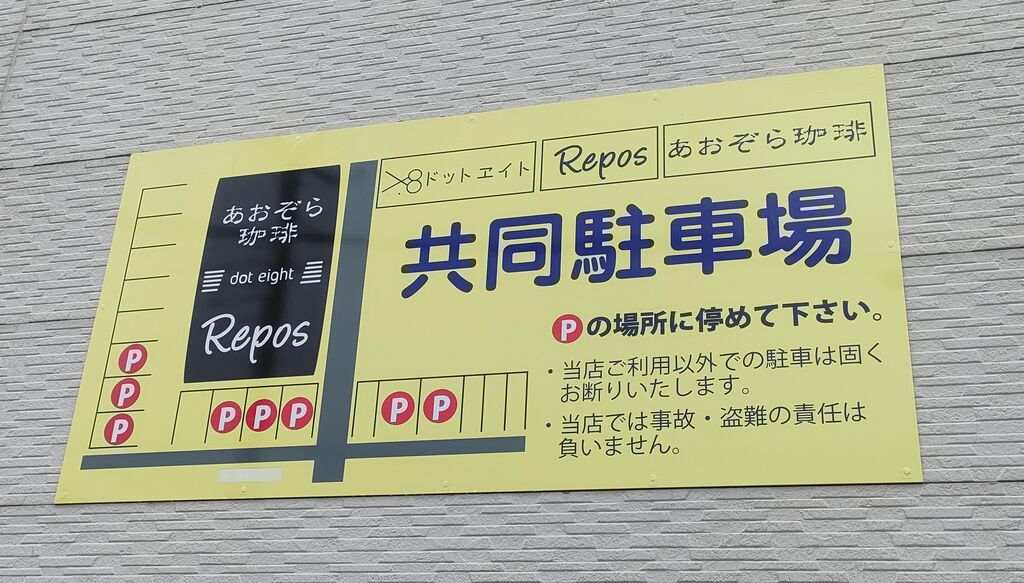 ドットエイト
Repos
あおぞら珈琲
共同駐車場
Pの場所に停めて下さい。
・当店ご利用以外での駐車は固く
お断りいたします。
・当店では事故・盗難の責任は
負いません。
あおぞら
珈琲
dot eight
Repos
P
P
P
P P P
P P